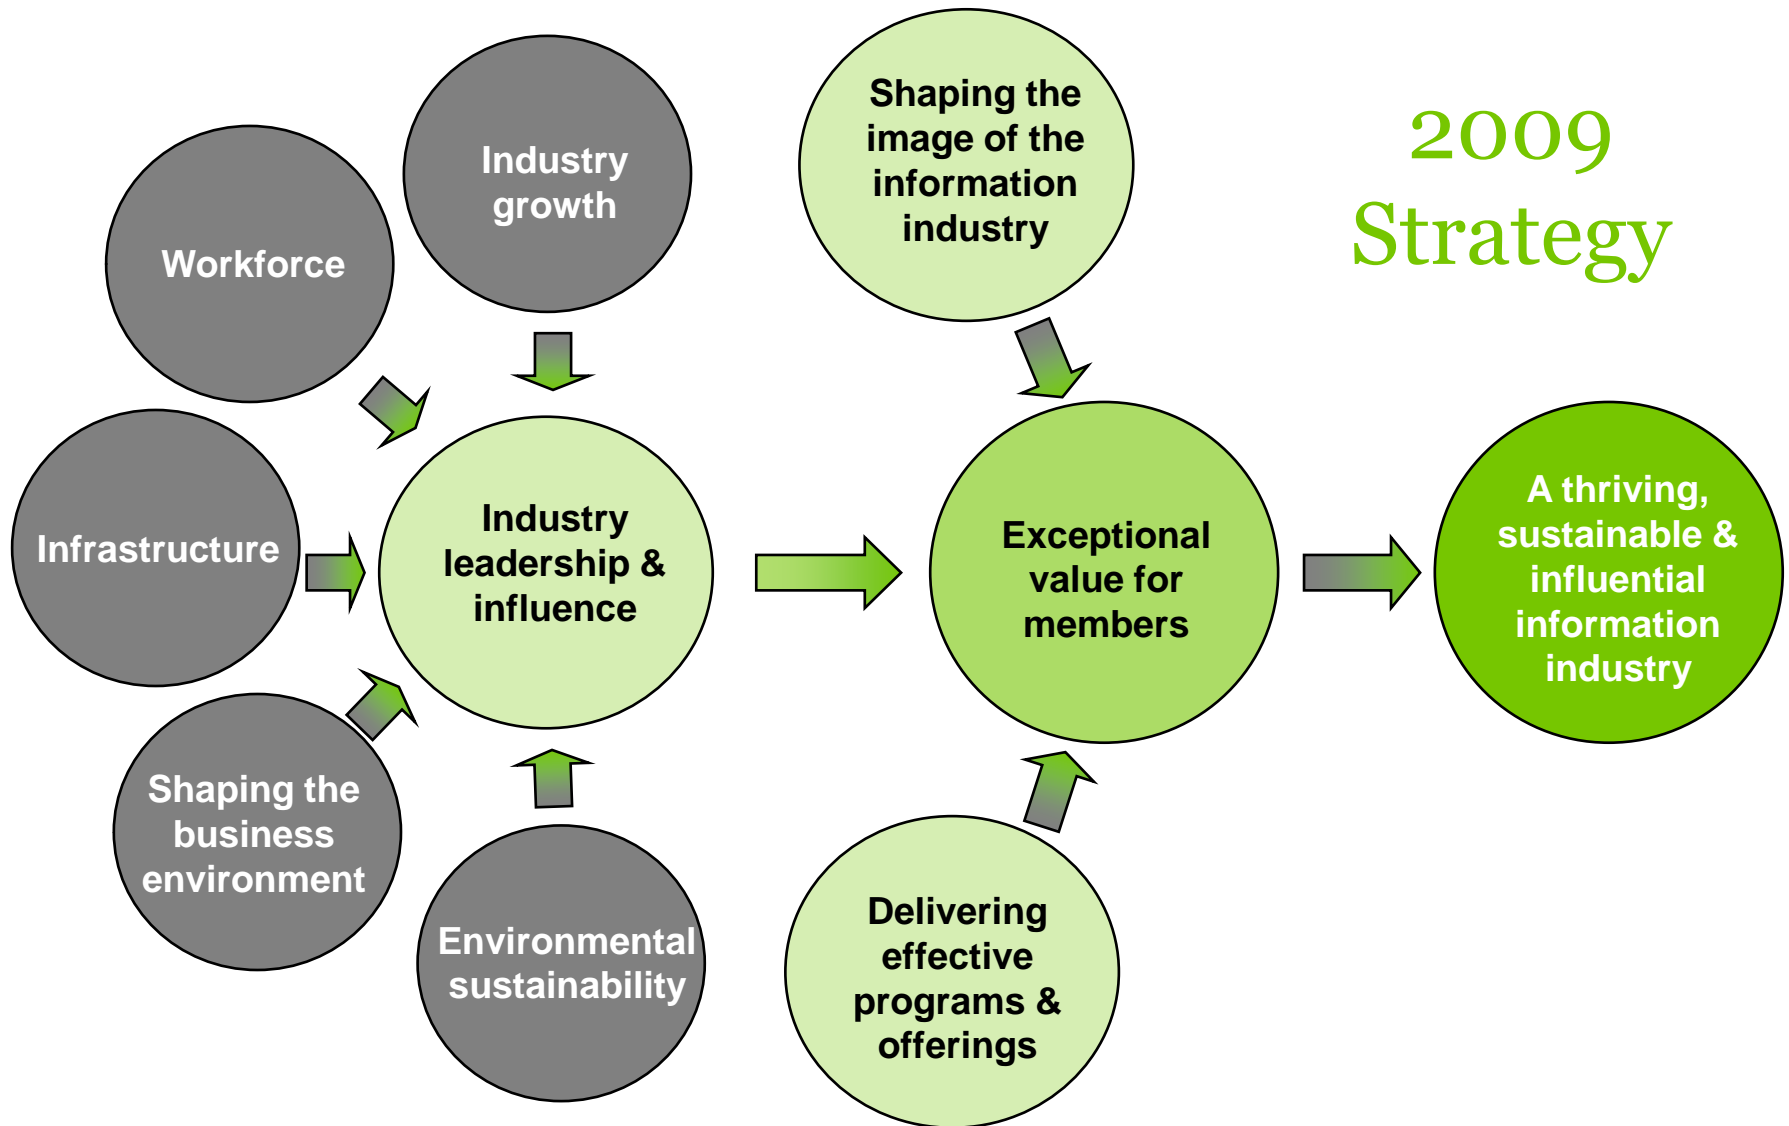 Industry
growth
Shaping the
image of the
information
industry
2009
Strategy
Workforce
Infrastructure
Industry
leadership &
influence
Exceptional
value for
members
A thriving,
sustainable &
influential
information
industry
Shaping the
business
environment
Environmental
sustainability
Delivering
effective
programs &
offerings